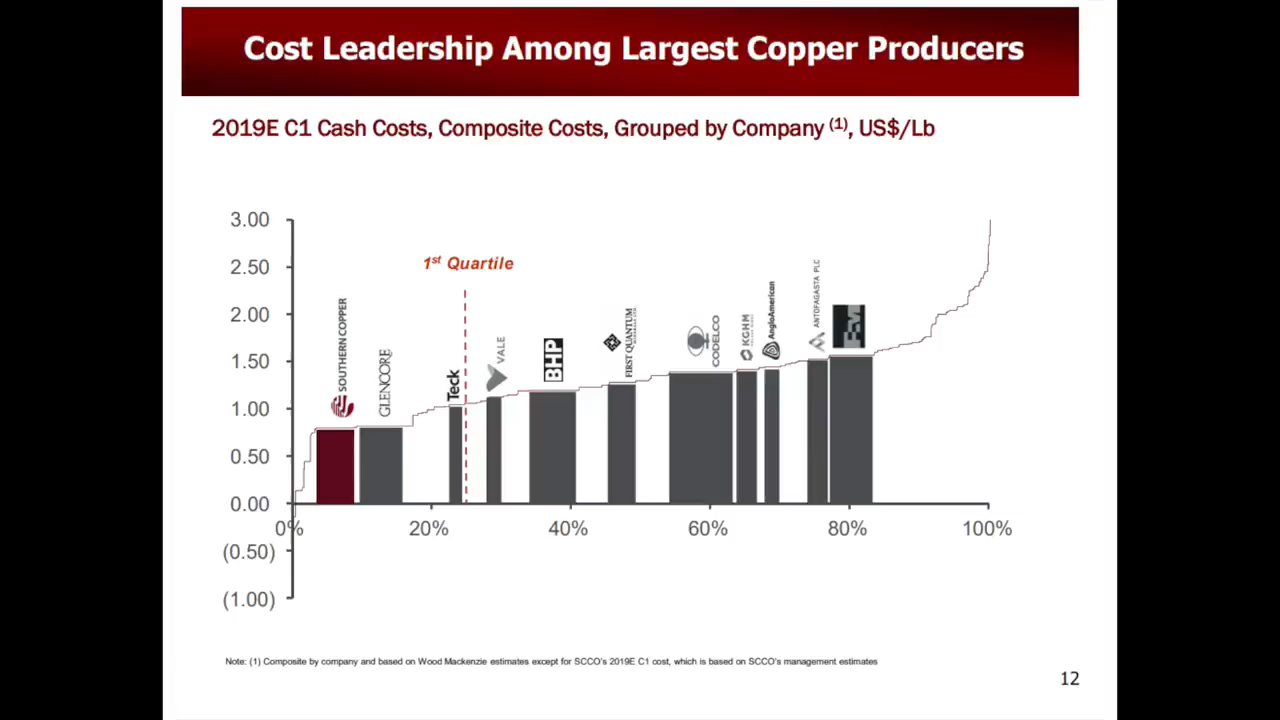 Cost Leadership Among Largest Copper Producers
2019E C1 Cash Costs, Composite Costs, Grouped by Company (1), US$/Lb
3.00
2.50
2.00
1.50
1.00
0.50
0.00
(0.50)
(1.00)
1st Quartile
SOUTHERN COPPER
GLENCORE
Teck
VALE
BHP
FIRST QUANTUM
CODELCO
KGHM
AngloAmerican
ANTOFAGASTA PLC
0%
20%
40%
60%
80%
100%
Note: (1) Composite by company and based on Wood Mackenzie estimates except for SCCO's 2019E C1 cost, which is based on SCCO's management estimates
12